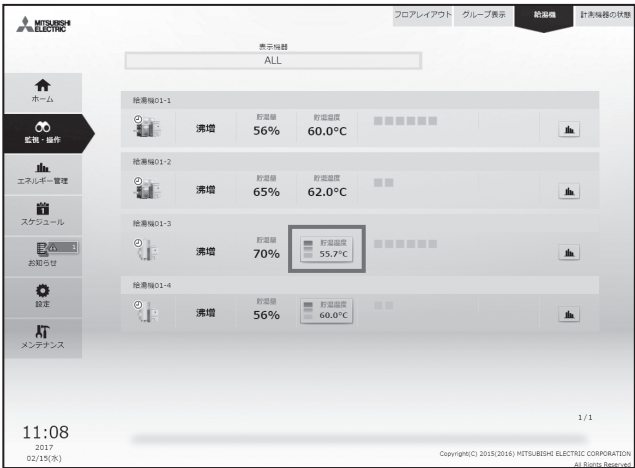 MITSUBISHI
ELECTRIC
フロアレイアウト グループ表示 給湯機 計測機器の状態
表示機器
ALL
ホーム
監視・操作
エネルギー管理
スケジュール
1
お知らせ
設定
メンテナンス
給湯機01-1
沸増 貯湯量 56% 貯湯温度 60.0°C
給湯機01-2
沸増 貯湯量 65% 貯湯温度 62.0°C
給湯機01-3
沸増 貯湯量 70% 貯湯温度 55.7°C
給湯機01-4
沸増 貯湯量 56% 貯湯温度 60.0°C
1/1
11:08
2017
02/15(水)
Copyright(C) 2015(2016) MITSUBISHI ELECTRIC CORPORATION
All Rights Reserved